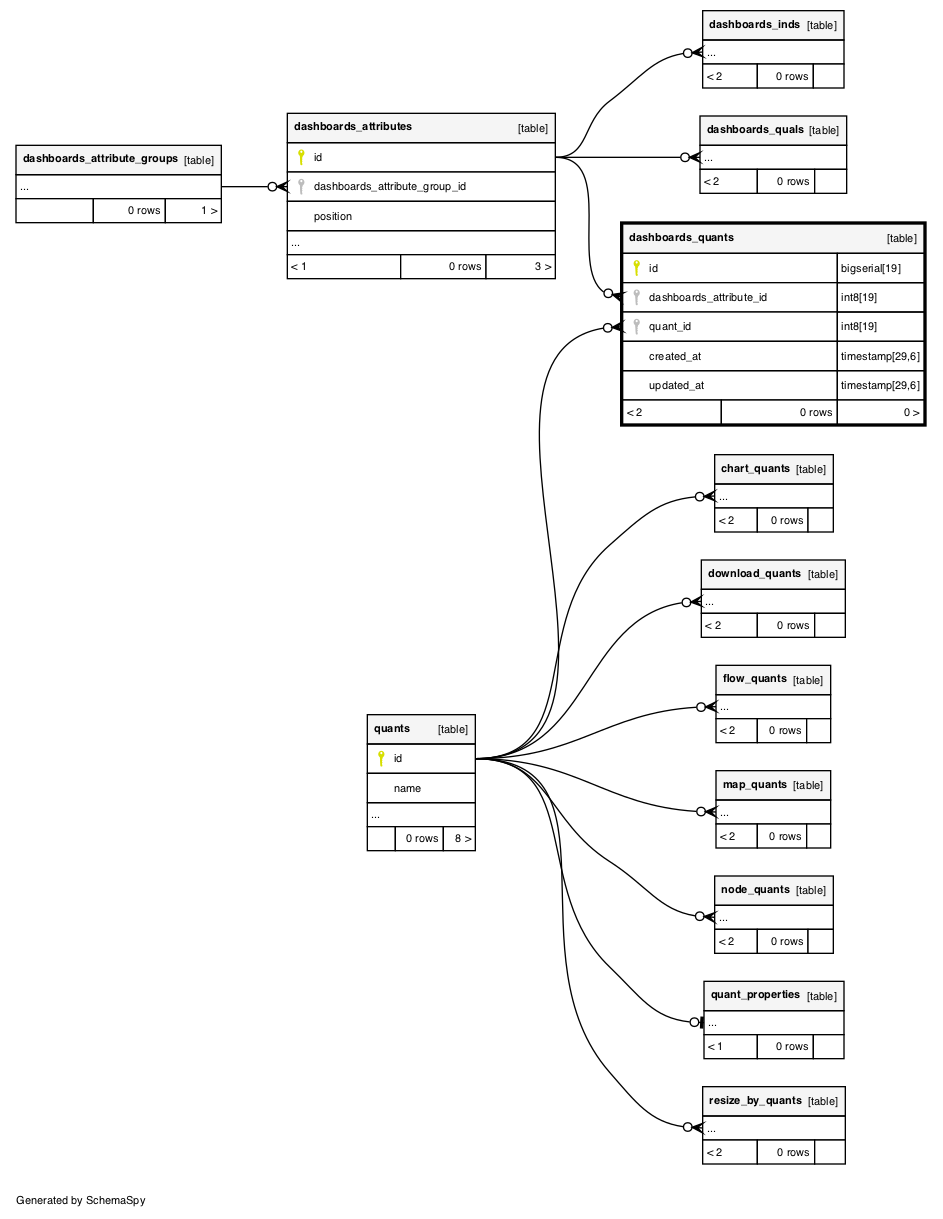 dashboards_inds [table]
...
< 2 0 rows
dashboards_quals [table]
...
< 2 0 rows
dashboards_attributes [table]
id
dashboards_attribute_group_id
position
...
< 1 0 rows 3 >
dashboards_attribute_groups [table]
...
0 rows 1 >
dashboards_quants [table]
id bigserial[19]
dashboards_attribute_id int8[19]
quant_id int8[19]
created_at timestamp[29,6]
updated_at timestamp[29,6]
< 2 0 rows 0 >
chart_quants [table]
...
< 2 0 rows
download_quants [table]
...
< 2 0 rows
flow_quants [table]
...
< 2 0 rows
quants [table]
id
name
...
0 rows 8 >
map_quants [table]
...
< 2 0 rows
node_quants [table]
...
< 2 0 rows
quant_properties [table]
...
< 1 0 rows
resize_by_quants [table]
...
< 2 0 rows
Generated by SchemaSpy